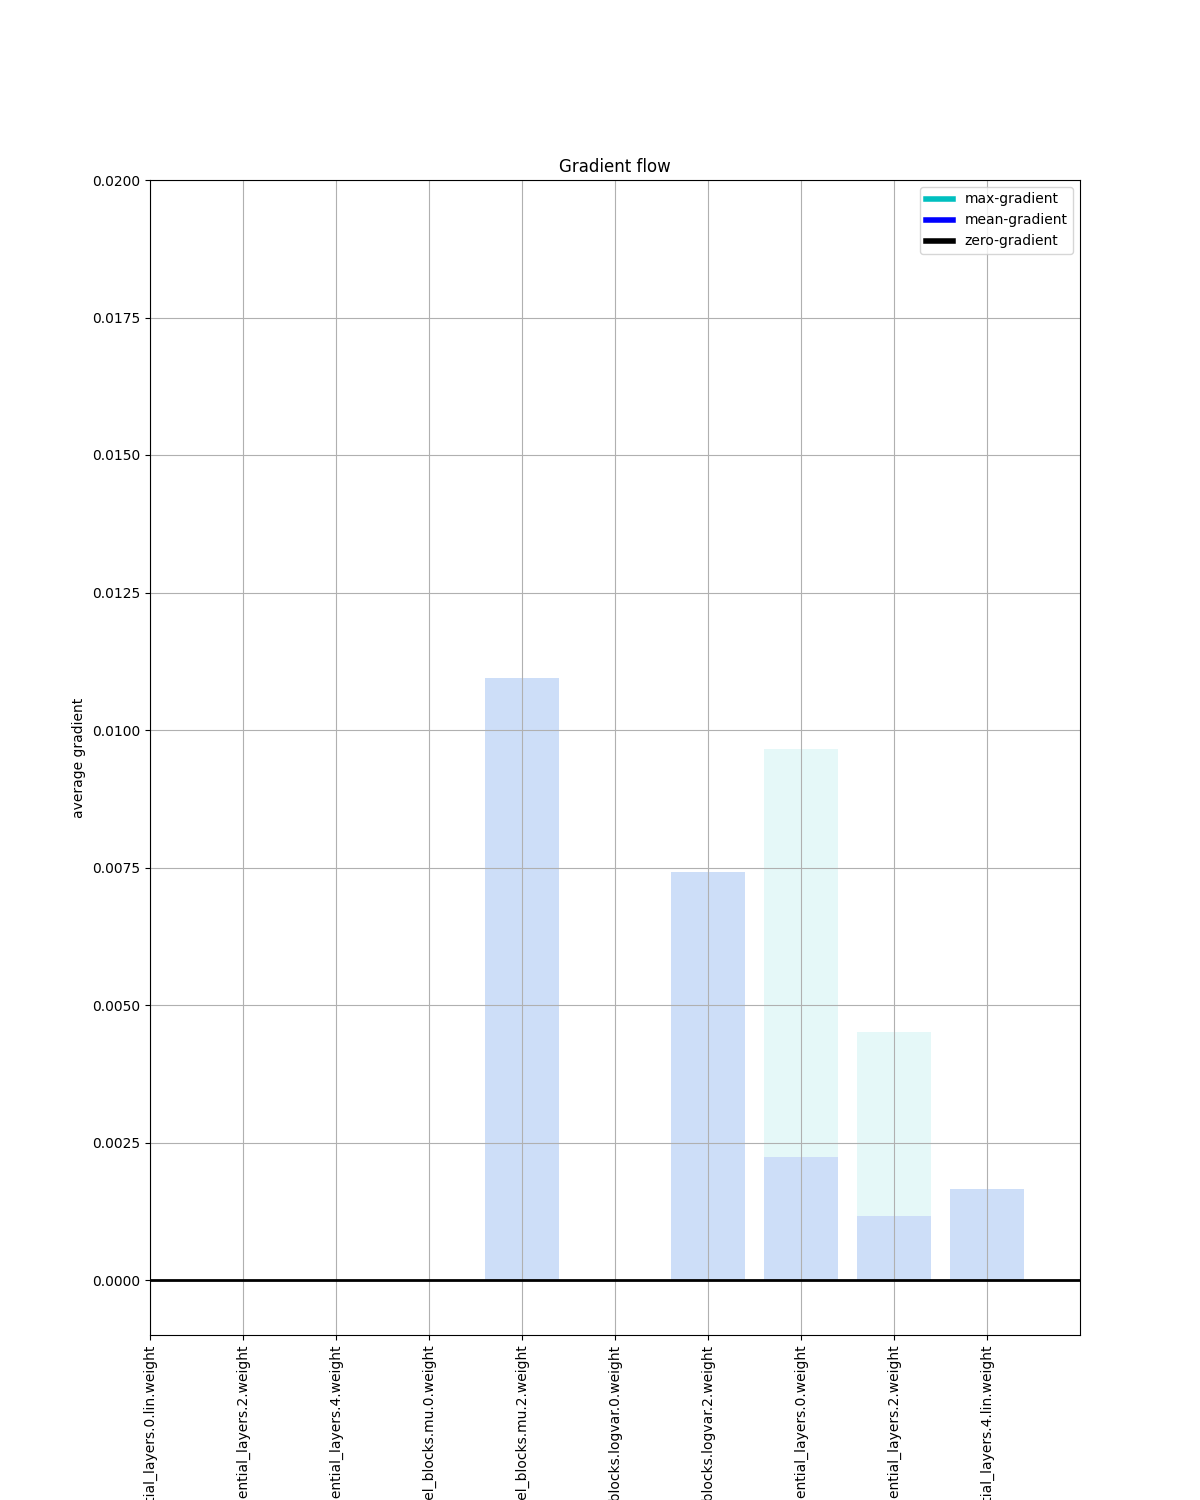 Gradient flow
max-gradient
mean-gradient
zero-gradient
0.0200
0.0175
0.0150
0.0125
0.0100
0.0075
0.0050
0.0025
0.0000
average gradient
tial_layers.0.lin.weight
ential_layers.2.weight
ential_layers.4.weight
el_blocks.mu.0.weight
el_blocks.mu.2.weight
blocks.logvar.0.weight
blocks.logvar.2.weight
ential_layers.0.weight
ential_layers.2.weight
tial_layers.4.lin.weight